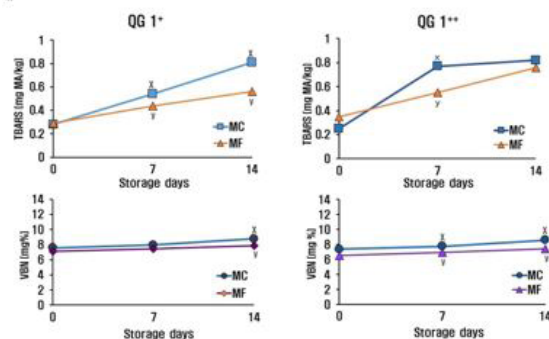 QG 1⁺
QG 1⁺⁺
TBARS (mg MA/kg)
1
0.8
0.6
0.4
0.2
0
x
x
y
y
MC
MF
0
7
14
Storage days
TBARS (mg MA/kg)
1
0.8
0.6
0.4
0.2
0
x
y
MC
MF
0
7
14
Storage days
VBN (mg%)
14
12
10
8
6
4
2
0
x
y
MC
MF
0
7
14
Storage days
VBN (mg %)
14
12
10
8
6
4
2
0
x
x
y
y
MC
MF
0
7
14
Storage days